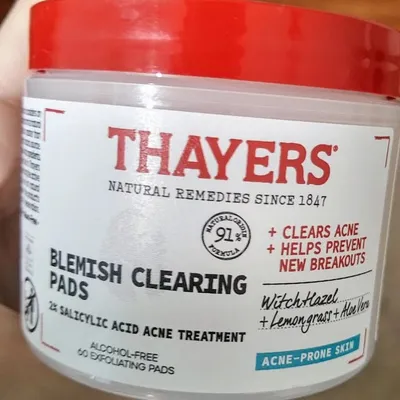 THAYERS®
NATURAL REMEDIES SINCE 1847
NATURAL ORIGIN
91%
FORMULA
+ CLEARS ACNE
+ HELPS PREVENT
NEW BREAKOUTS
BLEMISH CLEARING
PADS
2% SALICYLIC ACID ACNE TREATMENT
Witch Hazel
+ Lemongrass + Aloe Vera
ALCOHOL-FREE
60 EXFOLIATING PADS
ACNE-PRONE SKIN